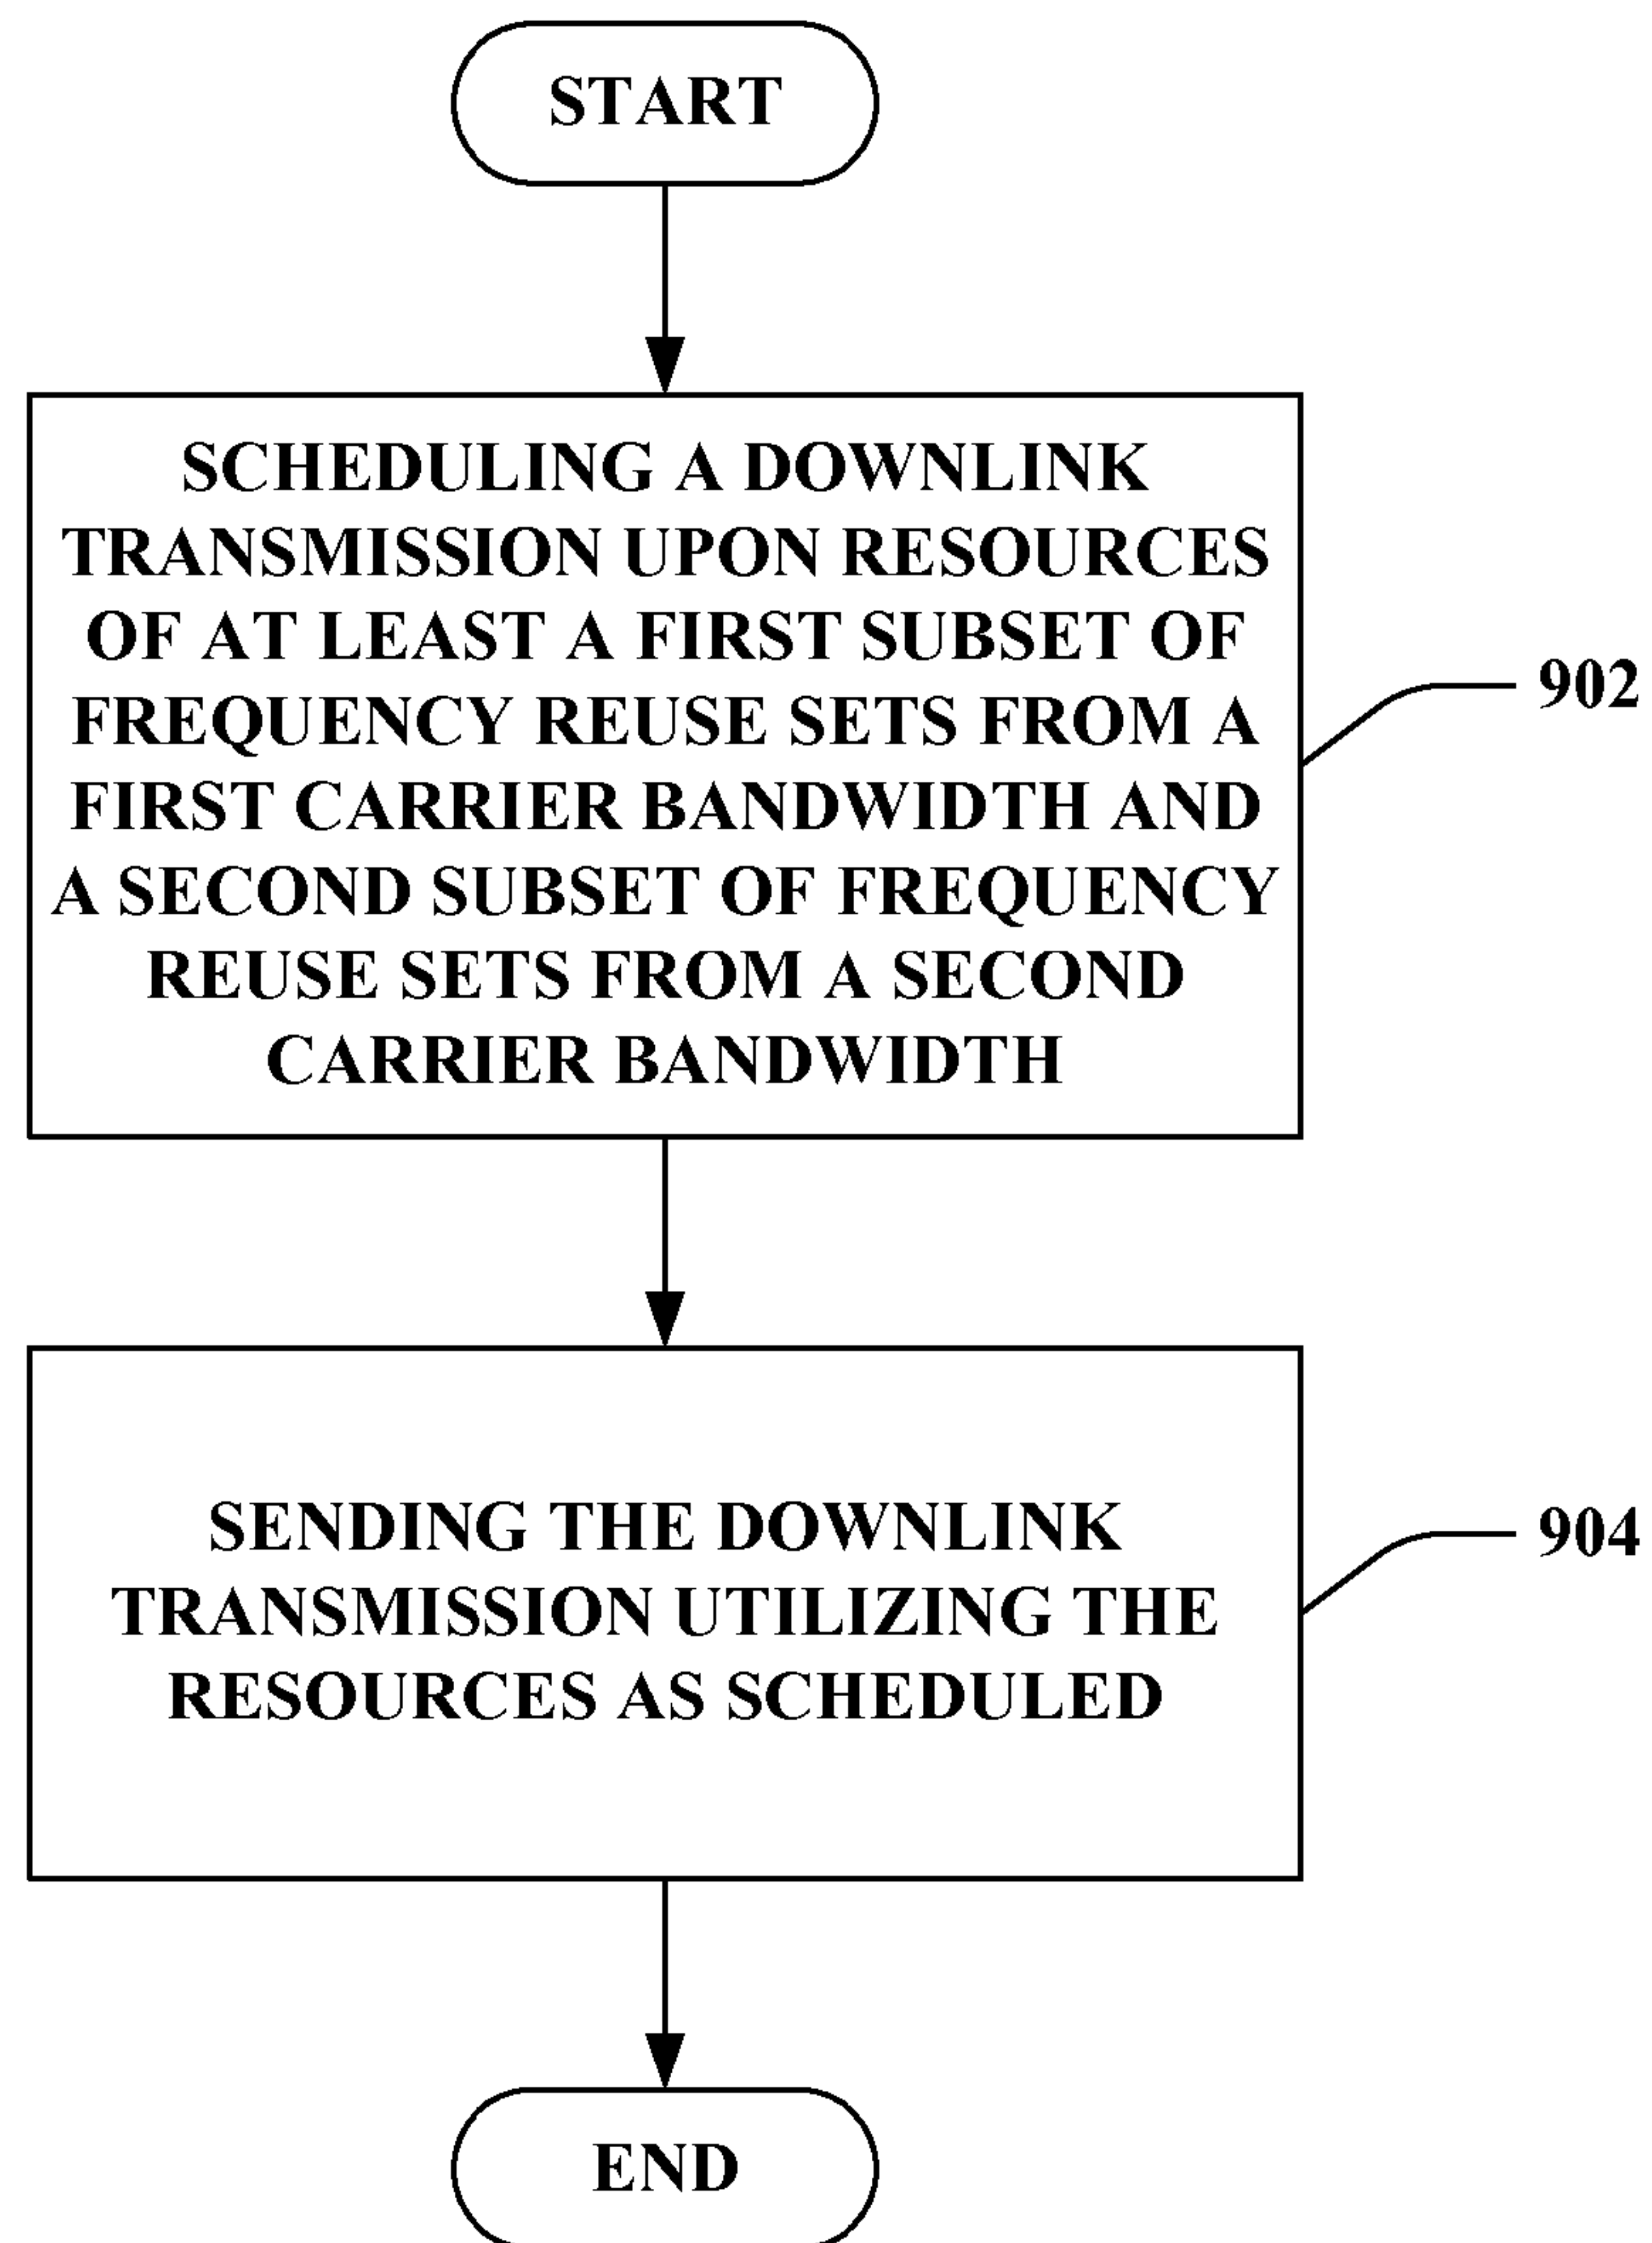 START
SCHEDULING A DOWNLINK
TRANSMISSION UPON RESOURCES
OF AT LEAST A FIRST SUBSET OF
FREQUENCY REUSE SETS FROM A
FIRST CARRIER BANDWIDTH AND
A SECOND SUBSET OF FREQUENCY
REUSE SETS FROM A SECOND
CARRIER BANDWIDTH
902
SENDING THE DOWNLINK
TRANSMISSION UTILIZING THE
RESOURCES AS SCHEDULED
904
END